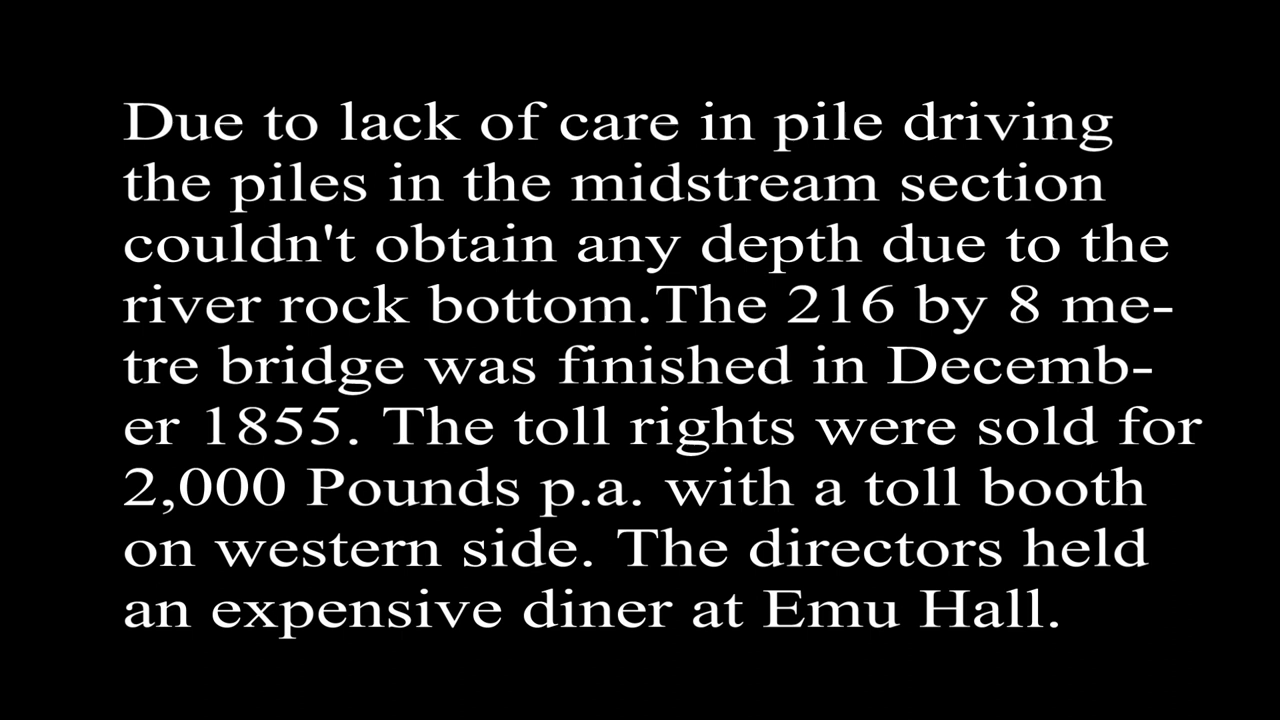 Due to lack of care in pile driving
the piles in the midstream section
couldn't obtain any depth due to the
river rock bottom.The 216 by 8 me-
tre bridge was finished in Decemb-
er 1855. The toll rights were sold for
2,000 Pounds p.a. with a toll booth
on western side. The directors held
an expensive diner at Emu Hall.